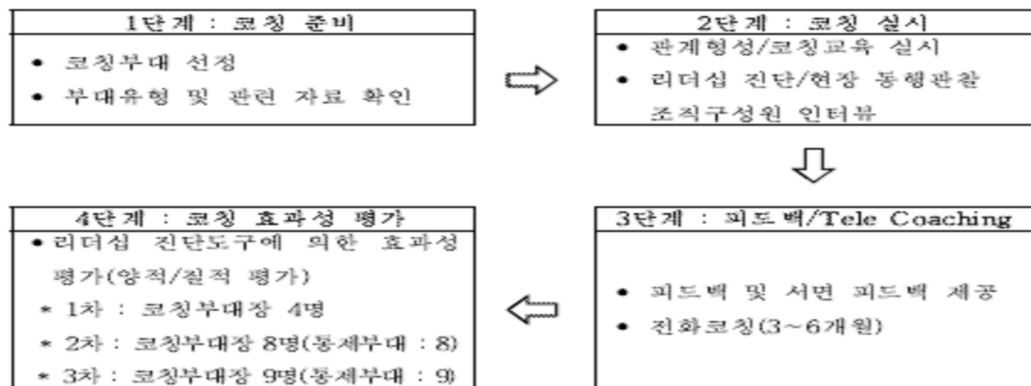 1단계 : 코칭 준비
• 코칭부대 선정
• 부대유형 및 관련 자료 확인
2단계 : 코칭 실시
• 관계형성/코칭교육 실시
• 리더십 진단/현장 동행관찰
조직구성원 인터뷰
3단계 : 피드백/Tele Coaching
• 피드백 및 서면 피드백 제공
• 전화코칭(3~6개월)
4단계 : 코칭 효과성 평가
• 리더십 진단도구에 의한 효과성
평가(양적/질적 평가)
* 1차 : 코칭부대장 4명
* 2차 : 코칭부대장 8명(통제부대 : 8)
* 3차 : 코칭부대장 9명(통제부대 : 9)